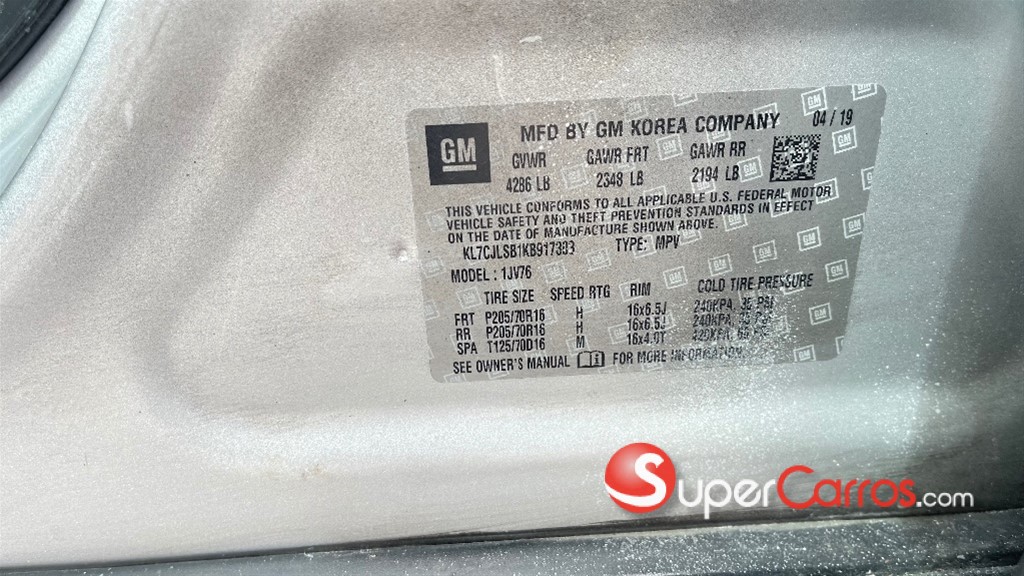 GM
MFD BY GM KOREA COMPANY 04 / 19
GVWR GAWR FRT GAWR RR
4286 LB 2348 LB 2194 LB
THIS VEHICLE CONFORMS TO ALL APPLICABLE U.S. FEDERAL MOTOR
VEHICLE SAFETY AND THEFT PREVENTION STANDARDS IN EFFECT
ON THE DATE OF MANUFACTURE SHOWN ABOVE.
TYPE: MPV
MODEL : 1JV76
TIRE SIZE SPEED RTG RIM COLD TIRE PRESSURE
FRT P205/70R16 H 16x6.5J 240KPA, 35 PSI
RR P205/70R16 H 16x6.5J 240KPA,
SPA T125/70D16 M 16x4.0T 420KPA,
SEE OWNER'S MANUAL FOR MORE INFORMATION.
SuperCarros.com